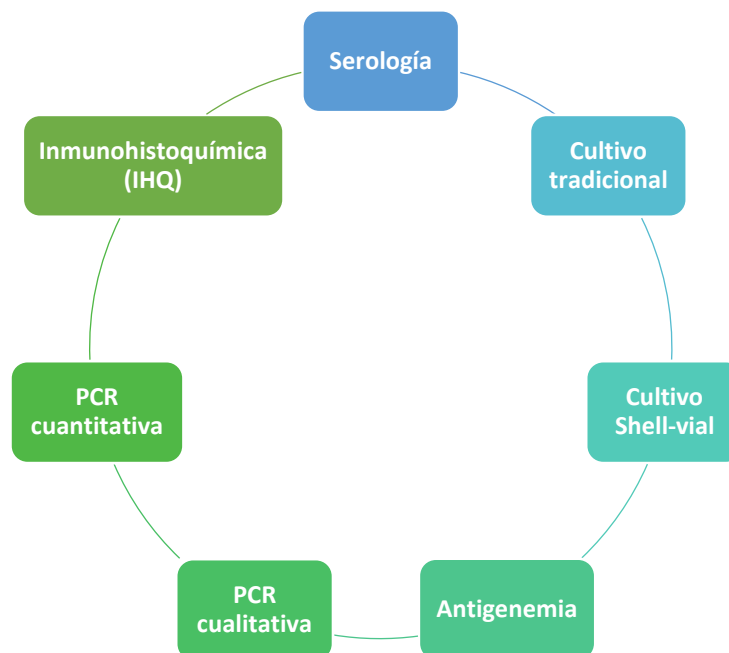 Serología
Cultivo
tradicional
Cultivo
Shell-vial
Antigenemia
PCR
cualitativa
PCR
cuantitativa
Inmunohistoquímica
(IHQ)